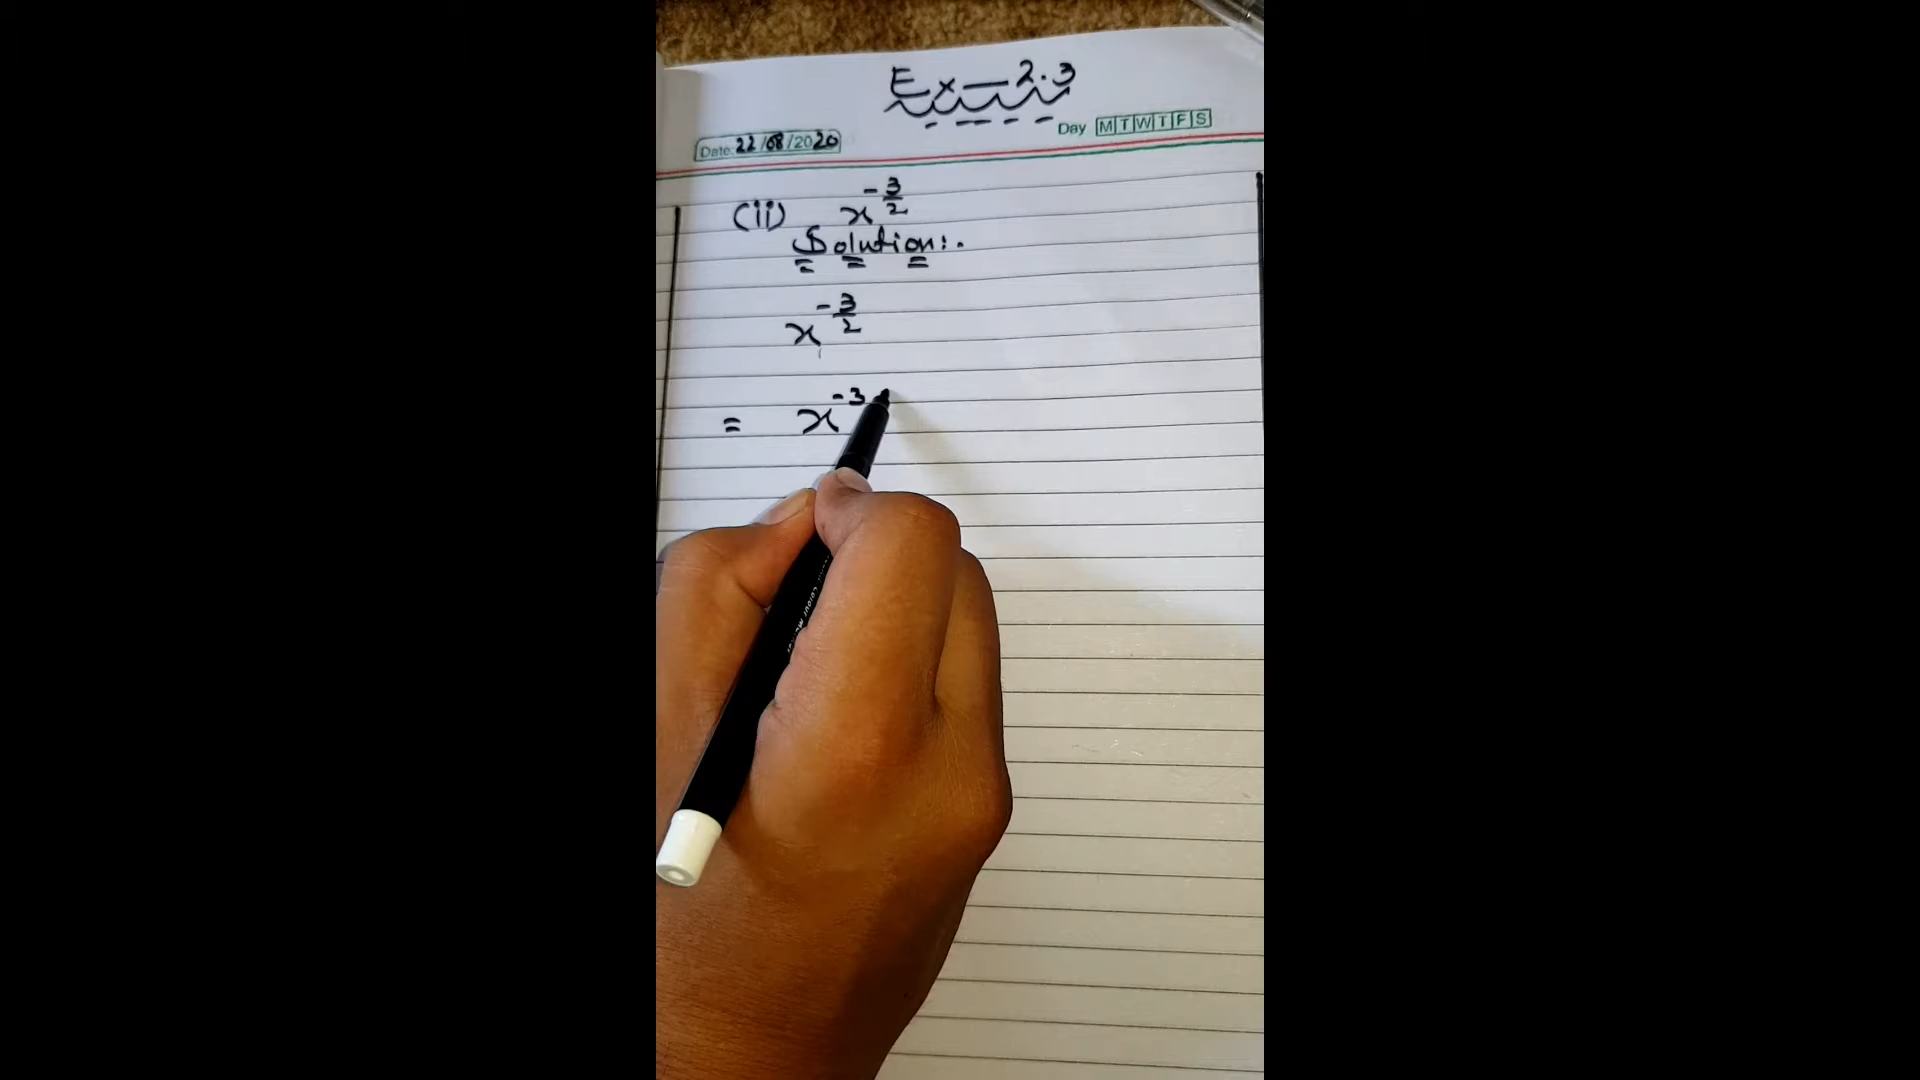 Ex - 2.3
Day M T W T F S
Date: 22/08/2020
(ii) x^{-3/2}
Solution:.
x^{-3/2}
= x^{-3